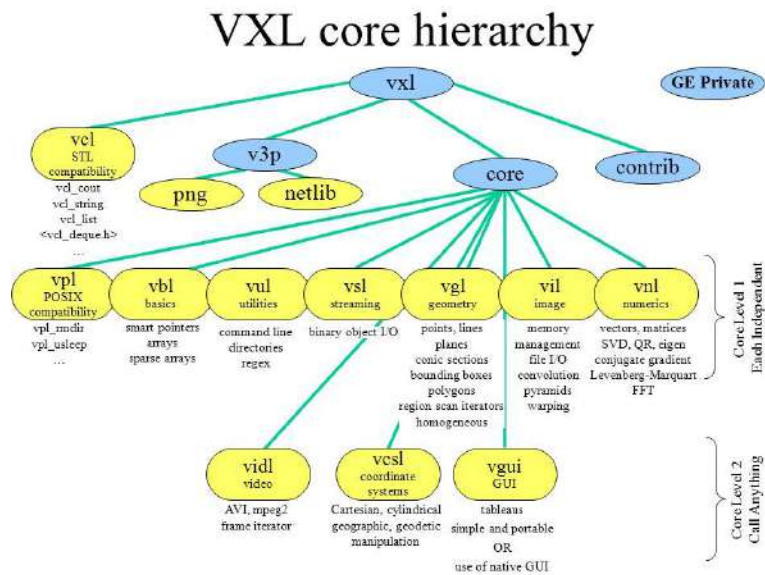 VXL core hierarchy
vxl
GE Private
vcl
STL
compatibility
vcl_cout
vcl_string
vcl_list
<vcl_deque.h>
...
v3p
png
netlib
core
contrib
vpl
POSIX
compatibility
vpl_rmdir
vpl_usleep
...
vbl
basics
smart pointers
arrays
sparse arrays
vul
utilities
command line
directories
regex
vsl
streaming
binary object I/O
vgl
geometry
points, lines
planes
conic sections
bounding boxes
polygons
region scan iterators
homogeneous
vil
image
memory
management
file I/O
convolution
pyramids
warping
vnl
numerics
vectors, matrices
SVD, QR, eigen
conjugate gradient
Levenberg-Marquart
FFT
Core Level 1
Each Independent
vidl
video
AVI, mpeg2
frame iterator
vcsl
coordinate
systems
Cartesian, cylindrical
geographic, geodetic
manipulation
vgui
GUI
tableaus
simple and portable
OR
use of native GUI
Core Level 2
Call Anything